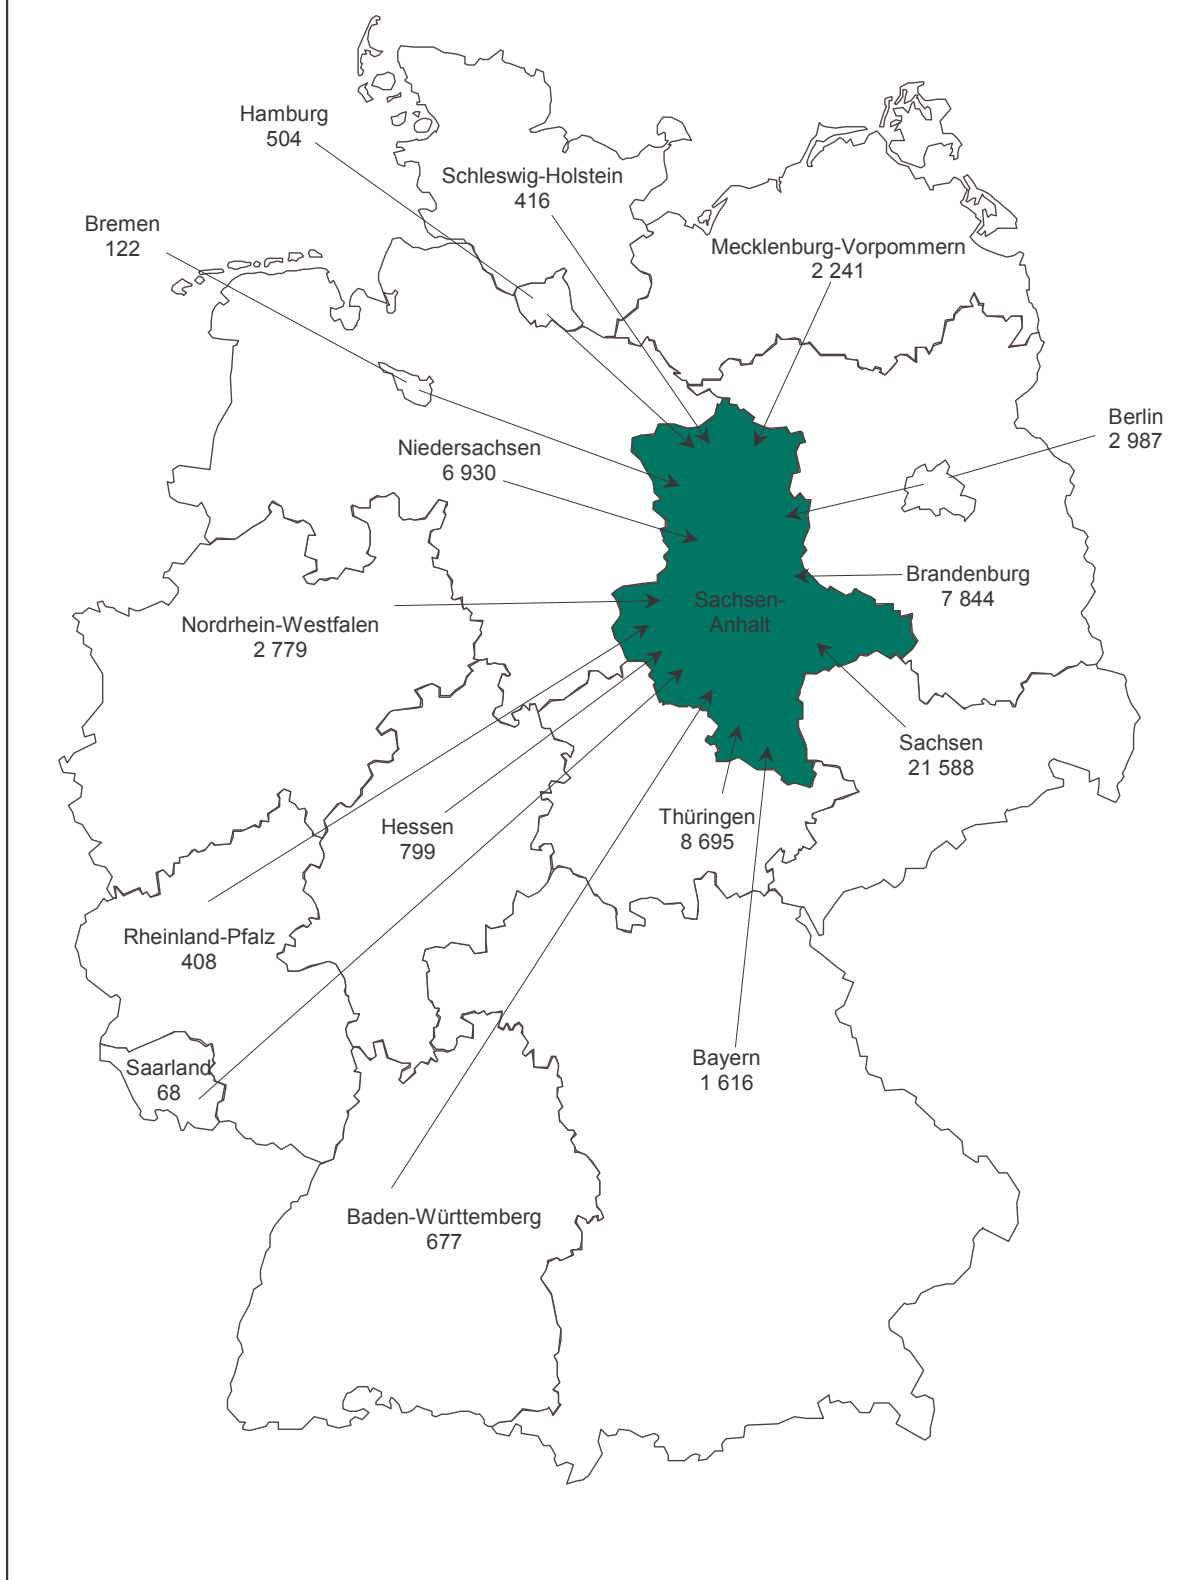 Hamburg
504
Schleswig-Holstein
416
Bremen
122
Mecklenburg-Vorpommern
2 241
Berlin
2 987
Niedersachsen
6 930
Brandenburg
7 844
Sachsen-
Anhalt
Nordrhein-Westfalen
2 779
Sachsen
21 588
Thüringen
8 695
Hessen
799
Rheinland-Pfalz
408
Bayern
1 616
Saarland
68
Baden-Württemberg
677